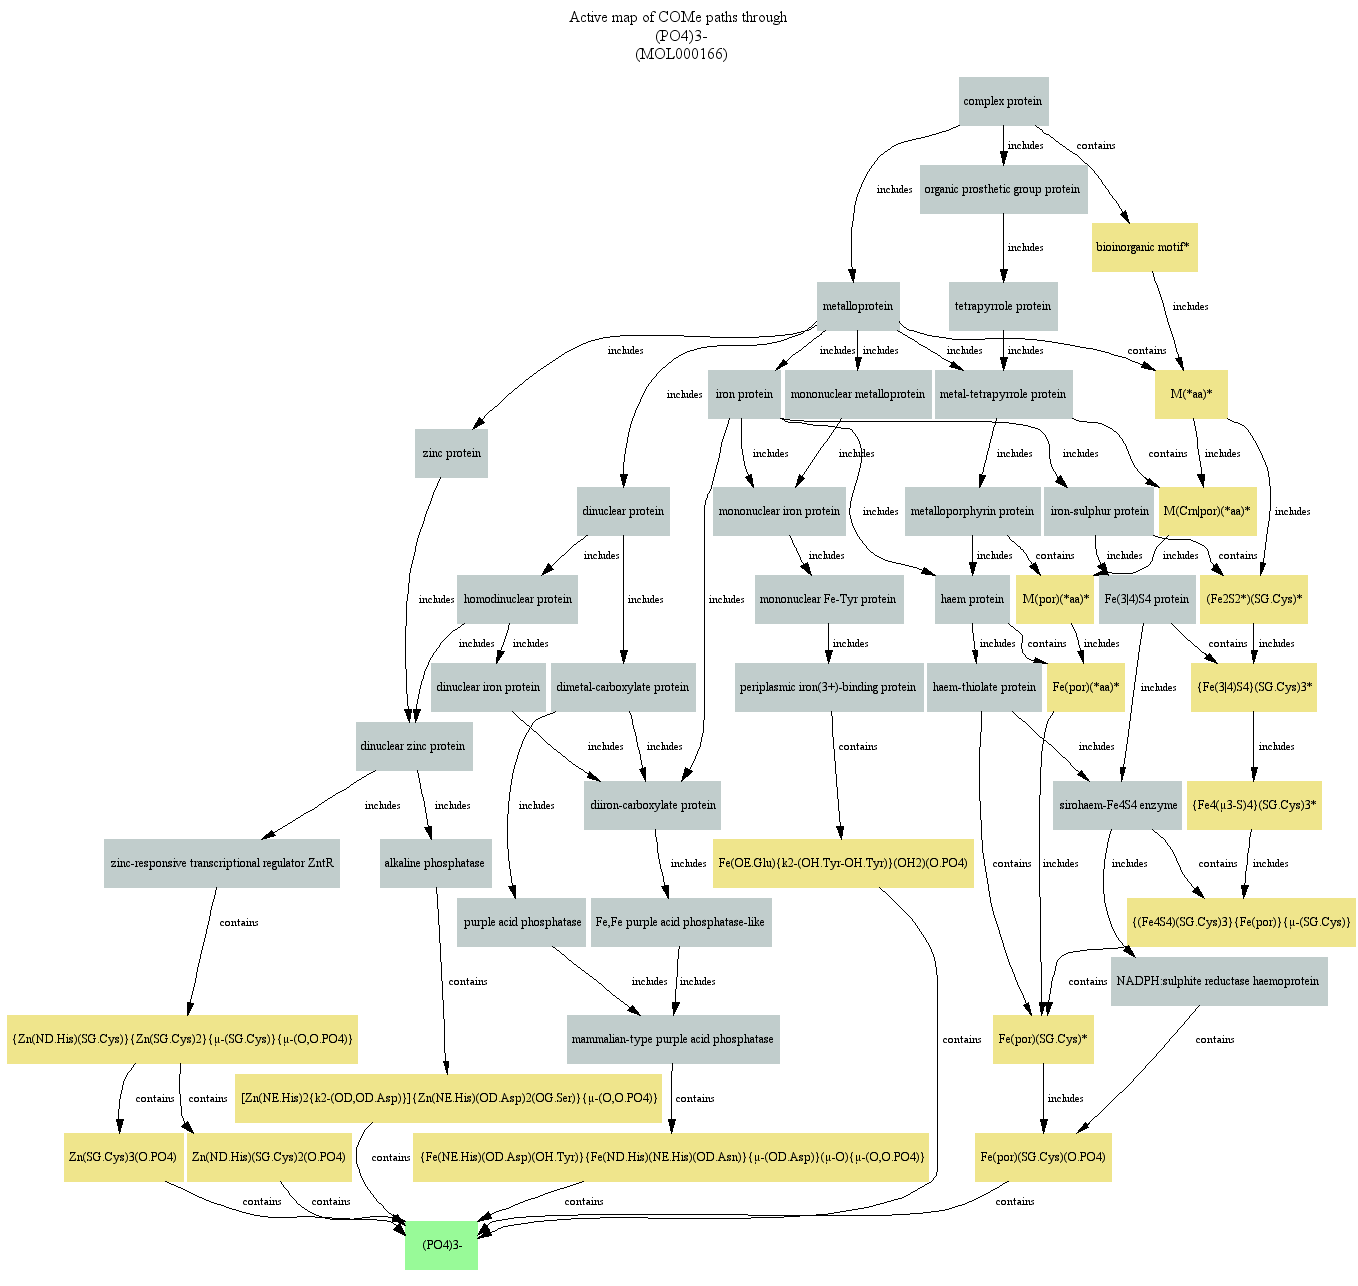 Active map of COMe paths through
(PO4)3-
(MOL000166)
complex protein
includes
contains
includes
organic prosthetic group protein
bioinorganic motif*
includes
includes
metalloprotein
tetrapyrrole protein
includes
includes
includes
includes
includes
contains
includes
iron protein
mononuclear metalloprotein
metal-tetrapyrrole protein
M(*aa)*
zinc protein
includes
includes
includes
includes
contains
includes
dinuclear protein
mononuclear iron protein
metalloporphyrin protein
iron-sulphur protein
M(Crn|por)(*aa)*
includes
includes
includes
includes
includes
contains
includes
includes
contains
homodinuclear protein
mononuclear Fe-Tyr protein
haem protein
M(por)(*aa)*
Fe(3|4)S4 protein
(Fe2S2*)(SG.Cys)*
includes
includes
includes
includes
includes
includes
includes
contains
includes
contains
includes
dinuclear iron protein
dimetal-carboxylate protein
periplasmic iron(3+)-binding protein
haem-thiolate protein
Fe(por)(*aa)*
includes
{Fe(3|4)S4}(SG.Cys)3*
dinuclear zinc protein
includes
includes
contains
includes
includes
diiron-carboxylate protein
sirohaem-Fe4S4 enzyme
{Fe4(µ3-S)4}(SG.Cys)3*
includes
includes
includes
zinc-responsive transcriptional regulator ZntR
alkaline phosphatase
includes
Fe(OE.Glu){k2-(OH.Tyr-OH.Tyr)}(OH2)(O.PO4)
contains
includes
includes
contains
includes
contains
purple acid phosphatase
Fe,Fe purple acid phosphatase-like
{(Fe4S4)(SG.Cys)3}{Fe(por)}{µ-(SG.Cys)}
contains
includes
includes
contains
NADPH:sulphite reductase haemoprotein
{Zn(ND.His)(SG.Cys)}{Zn(SG.Cys)2}{µ-(SG.Cys)}{µ-(O,O.PO4)}
mammalian-type purple acid phosphatase
contains
Fe(por)(SG.Cys)*
contains
contains
contains
[Zn(NE.His)2{k2-(OD,OD.Asp)}]{Zn(NE.His)(OD.Asp)2(OG.Ser)}{µ-(O,O.PO4)}
contains
includes
Zn(SG.Cys)3(O.PO4)
Zn(ND.His)(SG.Cys)2(O.PO4)
contains
{Fe(NE.His)(OD.Asp)(OH.Tyr)}{Fe(ND.His)(NE.His)(OD.Asn)}{µ-(OD.Asp)}(µ-O){µ-(O,O.PO4)}
Fe(por)(SG.Cys)(O.PO4)
contains
contains
contains
contains
(PO4)3-